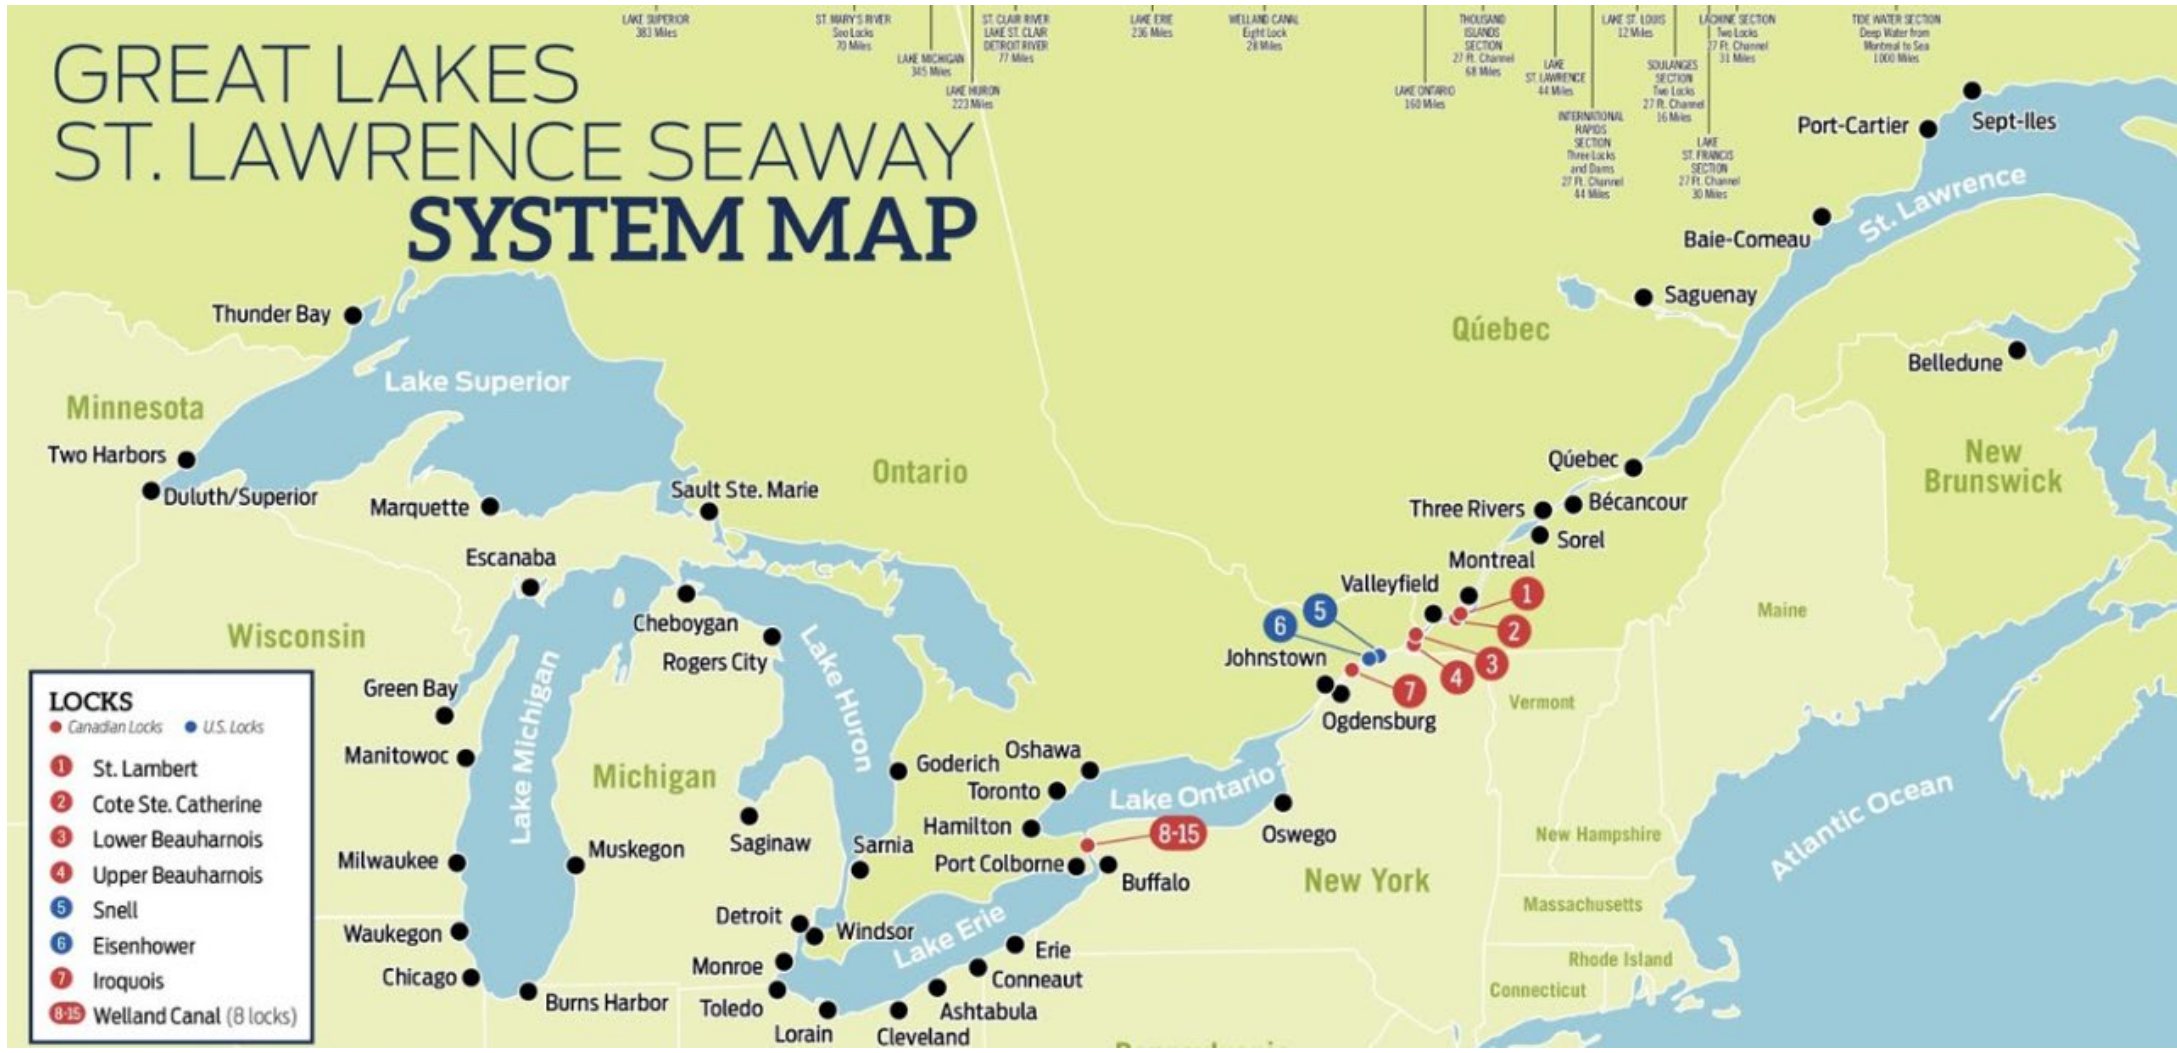 LAKE SUPERIOR
383 Miles
ST. MARY'S RIVER
Soo Locks
70 Miles
LAKE MICHIGAN
345 Miles
LAKE HURON
223 Miles
ST. CLAIR RIVER
LAKE ST. CLAIR
DETROIT RIVER
77 Miles
LAKE ERIE
236 Miles
WELLAND CANAL
Eight Lock
28 Miles
LAKE ONTARIO
160 Miles
THOUSAND
ISLANDS
SECTION
27 Ft. Channel
68 Miles
LAKE
ST. LAWRENCE
44 Miles
INTERNATIONAL
RAPIDS
SECTION
Three Locks
and Dams
27 Ft. Channel
44 Miles
LAKE ST. LOUIS
12 Miles
SOULANGES
SECTION
Two Locks
27 Ft. Channel
16 Miles
LAKE
ST. FRANCIS
SECTION
27 Ft. Channel
30 Miles
LACHINE SECTION
Two Locks
27 Ft. Channel
31 Miles
TIDE WATER SECTION
Deep Water from
Montreal to Sea
1000 Miles
GREAT LAKES
ST. LAWRENCE SEAWAY
SYSTEM MAP
Sept-Iles
Port-Cartier
St. Lawrence
Baie-Comeau
Saguenay
Qúebec
Belledune
Thunder Bay
Lake Superior
Minnesota
Two Harbors
Duluth/Superior
Marquette
Sault Ste. Marie
Ontario
Qúebec
New
Brunswick
Three Rivers
Bécancour
Sorel
Montreal
Escanaba
Valleyfield
1
2
3
4
5
6
7
Maine
Cheboygan
Wisconsin
Rogers City
Lake Huron
Johnstown
Ogdensburg
Vermont
Green Bay
Lake Michigan
Manitowoc
Michigan
Goderich
Oshawa
Toronto
Lake Ontario
Hamilton
8-15
Oswego
New Hampshire
Atlantic Ocean
Saginaw
Sarnia
Port Colborne
Buffalo
New York
Milwaukee
Muskegon
Massachusetts
Detroit
Windsor
Lake Erie
Erie
Waukegon
Monroe
Conneaut
Rhode Island
Chicago
Burns Harbor
Toledo
Ashtabula
Connecticut
Lorain
Cleveland
LOCKS
Canadian Locks U.S. Locks
1 St. Lambert
2 Cote Ste. Catherine
3 Lower Beauharnois
4 Upper Beauharnois
5 Snell
6 Eisenhower
7 Iroquois
8-15 Welland Canal (8 locks)